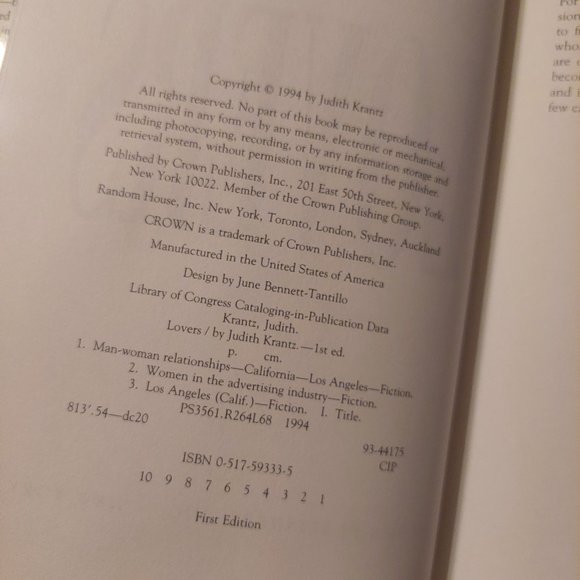 Copyright © 1994 by Judith Krantz
All rights reserved. No part of this book may be reproduced or
transmitted in any form or by any means, electronic or mechanical,
including photocopying, recording, or by any information storage and
retrieval system, without permission in writing from the publisher.
Published by Crown Publishers, Inc., 201 East 50th Street, New York,
New York 10022. Member of the Crown Publishing Group.
Random House, Inc. New York, Toronto, London, Sydney, Auckland
CROWN is a trademark of Crown Publishers, Inc.
Manufactured in the United States of America
Design by June Bennett-Tantillo
Library of Congress Cataloging-in-Publication Data
Krantz, Judith.
Lovers / by Judith Krantz.—1st ed.
p. cm.
1. Man-woman relationships—California—Los Angeles—Fiction.
2. Women in the advertising industry—Fiction.
3. Los Angeles (Calif.)—Fiction. I. Title.
PS3561.R264L68 1994
813'.54—dc20
93-44175
CIP
ISBN 0-517-59333-5
10 9 8 7 6 5 4 3 2 1
First Edition
For
sion
to f
who
are
beco
and i
few c